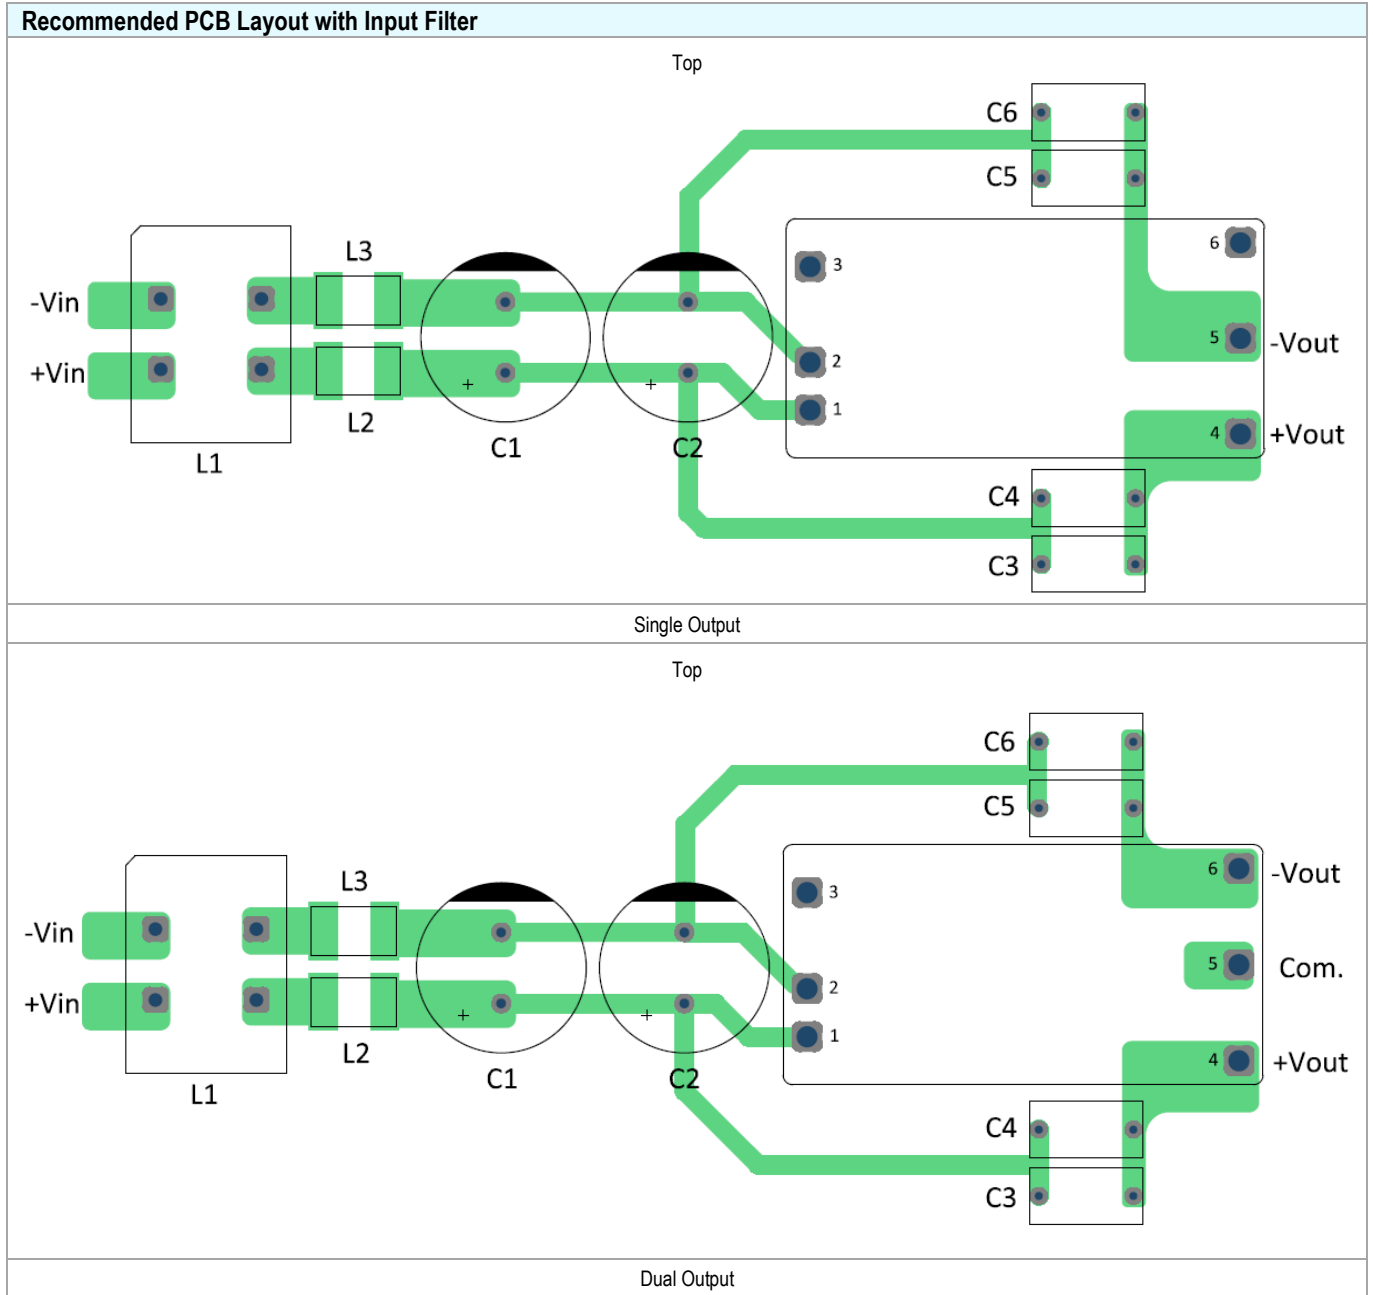 Recommended PCB Layout with Input Filter
Top
C6
C5
L3
6
3
-Vin
5
-Vout
2
+Vin
+
+
1
4
+Vout
L2
C1
C2
L1
C4
C3
Single Output
Top
C6
C5
L3
6
-Vout
3
-Vin
5
Com.
2
+Vin
+
+
1
4
+Vout
L2
C1
C2
L1
C4
C3
Dual Output